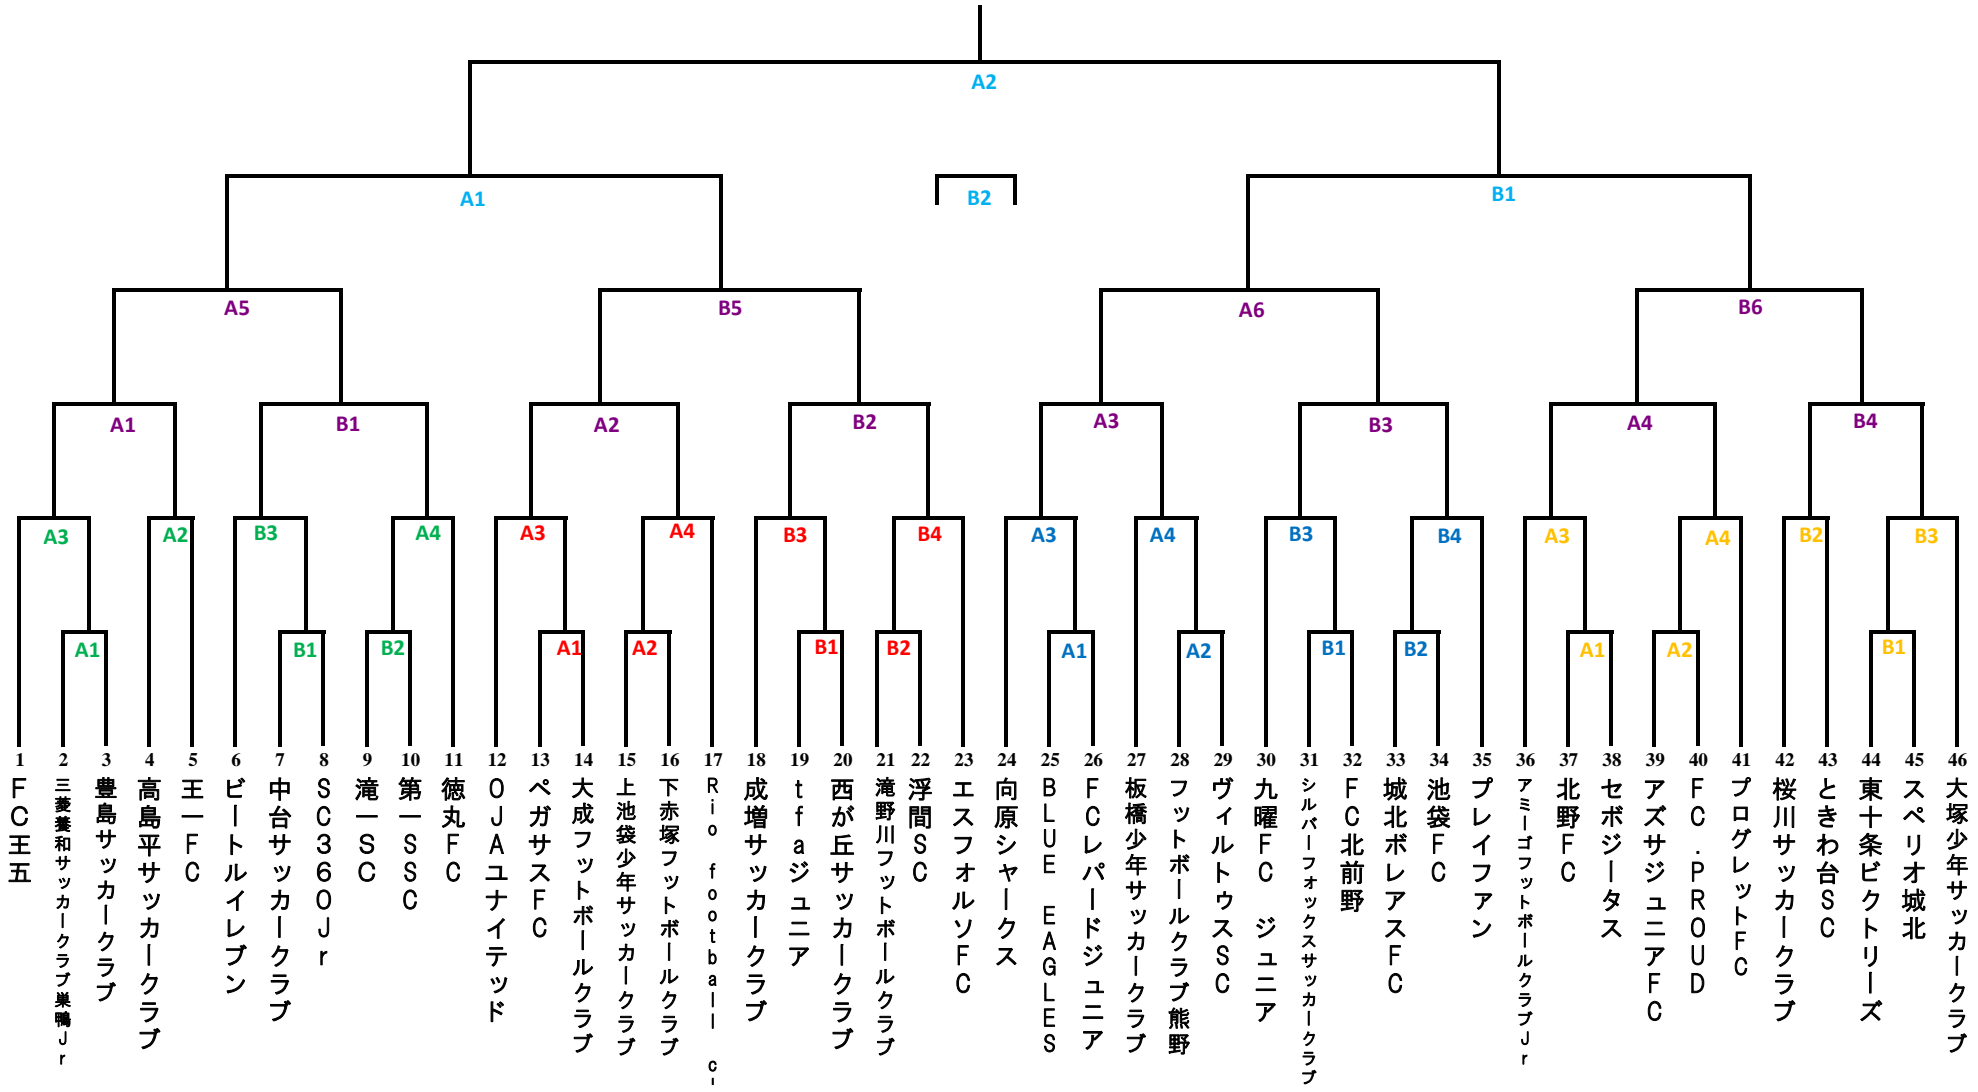 A2
A1
B2
B1
A5
B5
A6
B6
A1
B1
A2
B2
A3
B3
A4
B4
A3
A2
B3
A4
A3
A4
B3
B4
A3
A4
B3
B4
A3
A4
B2
B3
A1
B1
B2
A1
A2
B1
B2
A1
A2
B1
B2
A1
A2
B1
1 FC王五
2 三菱養和サッカークラブ巣鴨Jr
3 豊島サッカークラブ
4 高島平サッカークラブ
5 王一FC
6 ビートルイレブン
7 中台サッカークラブ
8 SC360Jr
9 滝一SC
10 第一SSC
11 徳丸FC
12 OJAユナイテッド
13 ペガサスFC
14 大成フットボールクラブ
15 上池袋少年サッカークラブ
16 下赤塚フットボールクラブ
17 Rio football cl
18 成増サッカークラブ
19 tfaジュニア
20 西が丘サッカークラブ
21 滝野川フットボールクラブ
22 浮間SC
23 エスフォルソFC
24 向原シャークス
25 BLUE EAGLES
26 FCレパードジュニア
27 板橋少年サッカークラブ
28 フットボールクラブ熊野
29 ヴィルトゥスSC
30 九曜FC ジュニア
31 シルバーフォックスサッカークラブ
32 FC北前野
33 城北ボレアスFC
34 池袋FC
35 プレイファン
36 アミーゴフットボールクラブJr
37 北野FC
38 セボジータス
39 アズサジュニアFC
40 FC.PROUD
41 プログレットFC
42 桜川サッカークラブ
43 ときわ台SC
44 東十条ビクトリーズ
45 スペリオ城北
46 大塚少年サッカークラブ